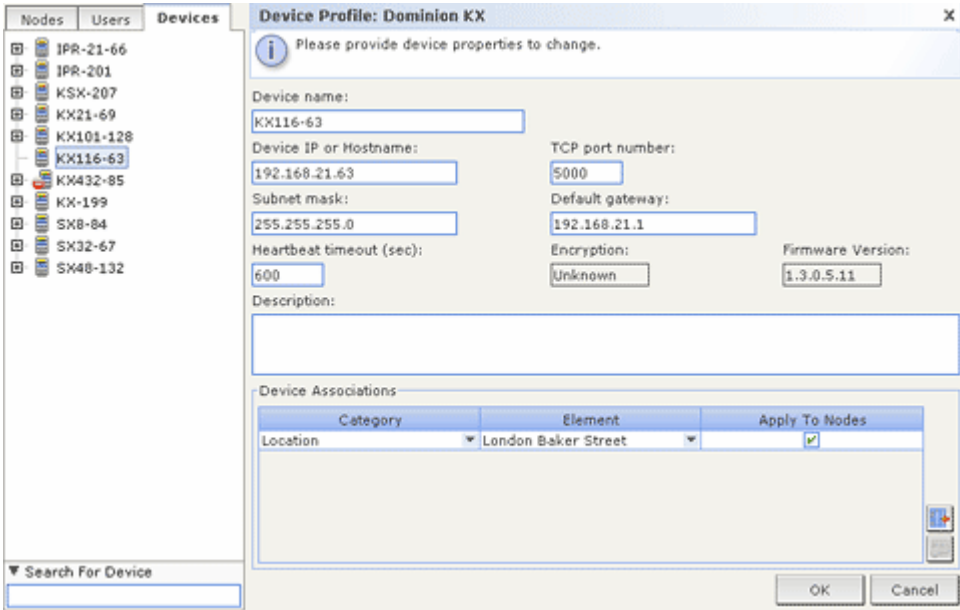 Nodes Users Devices
IPR-21-66
IPR-201
KSX-207
KX21-69
KX101-128
KX116-63
KX432-85
KX-199
SX8-84
SX32-67
SX48-132
▼ Search For Device
Device Profile: Dominion KX X
i Please provide device properties to change.
Device name:
KX116-63
Device IP or Hostname: TCP port number:
192.168.21.63 5000
Subnet mask: Default gateway:
255.255.255.0 192.168.21.1
Heartbeat timeout (sec): Encryption: Firmware Version:
600 Unknown 1.3.0.5.11
Description:
Device Associations
Category Element Apply To Nodes
Location London Baker Street
OK Cancel